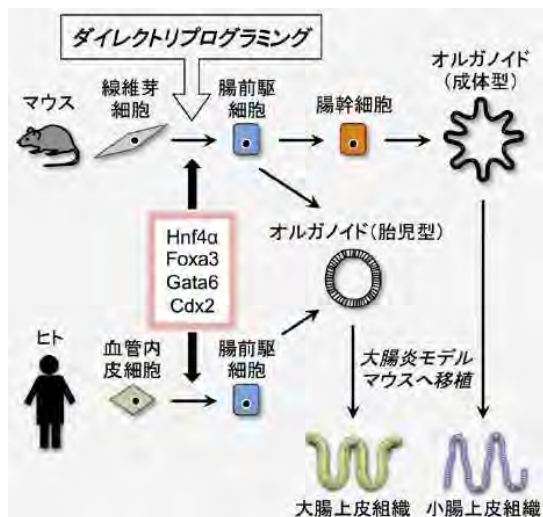 ダイレクトリプログラミング
マウス
線維芽
細胞
腸前駆
細胞
腸幹細胞
オルガノイド
(成体型)
Hnf4α
Foxa3
Gata6
Cdx2
オルガノイド(胎児型)
ヒト
血管内
皮細胞
腸前駆
細胞
大腸炎モデル
マウスへ移植
大腸上皮組織
小腸上皮組織